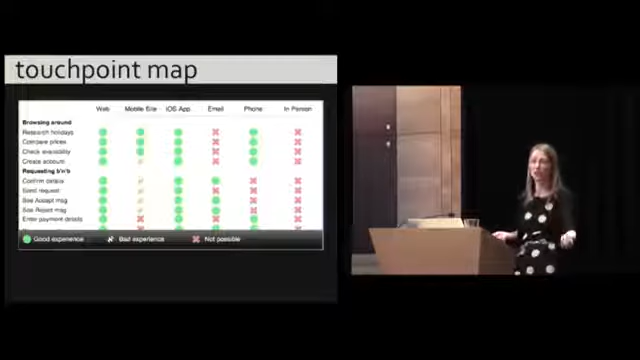 touchpoint map
Web Mobile Site iOS App Email Phone In Person
Browsing around
Research holidays
Compare prices
Check availability
Create account
Requesting b'n'b
Confirm details
Send request
See Accept msg
See Reject msg
Enter payment details
Good experience Bad experience Not possible